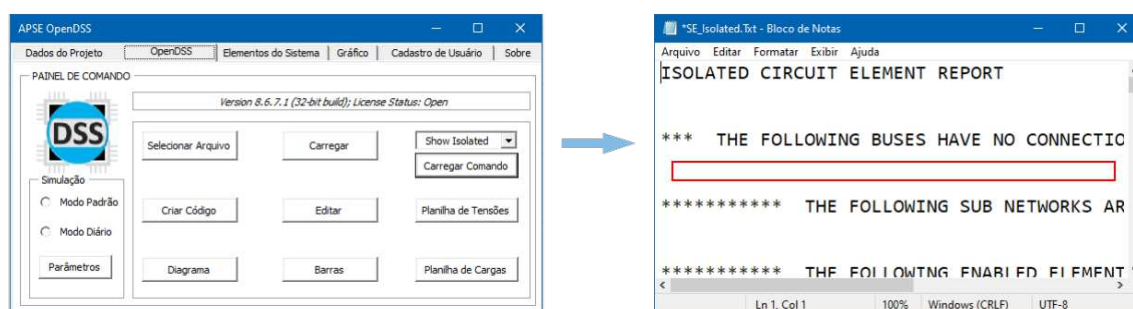 APSE OpenDSS
Dados do Projeto OpenDSS Elementos do Sistema Gráfico Cadastro de Usuário Sobre
PAINEL DE COMANDO
Version 8.6.7.1 (32-bit build); License Status: Open
DSS
Selecionar Arquivo Carregar Show Isolated
Carregar Comando
Simulação
Modo Padrão
Criar Código Editar Planilha de Tensões
Modo Diário
Parâmetros Diagrama Barras Planilha de Cargas
*SE_Isolated.Txt - Bloco de Notas
Arquivo Editar Formatar Exibir Ajuda
ISOLATED CIRCUIT ELEMENT REPORT
*** THE FOLLOWING BUSES HAVE NO CONNECTIO
*********** THE FOLLOWING SUB NETWORKS AR
*********** THE FOLLOWING ENABLED ELEMENT
Ln 1, Col 1 100% Windows (CRLF) UTF-8